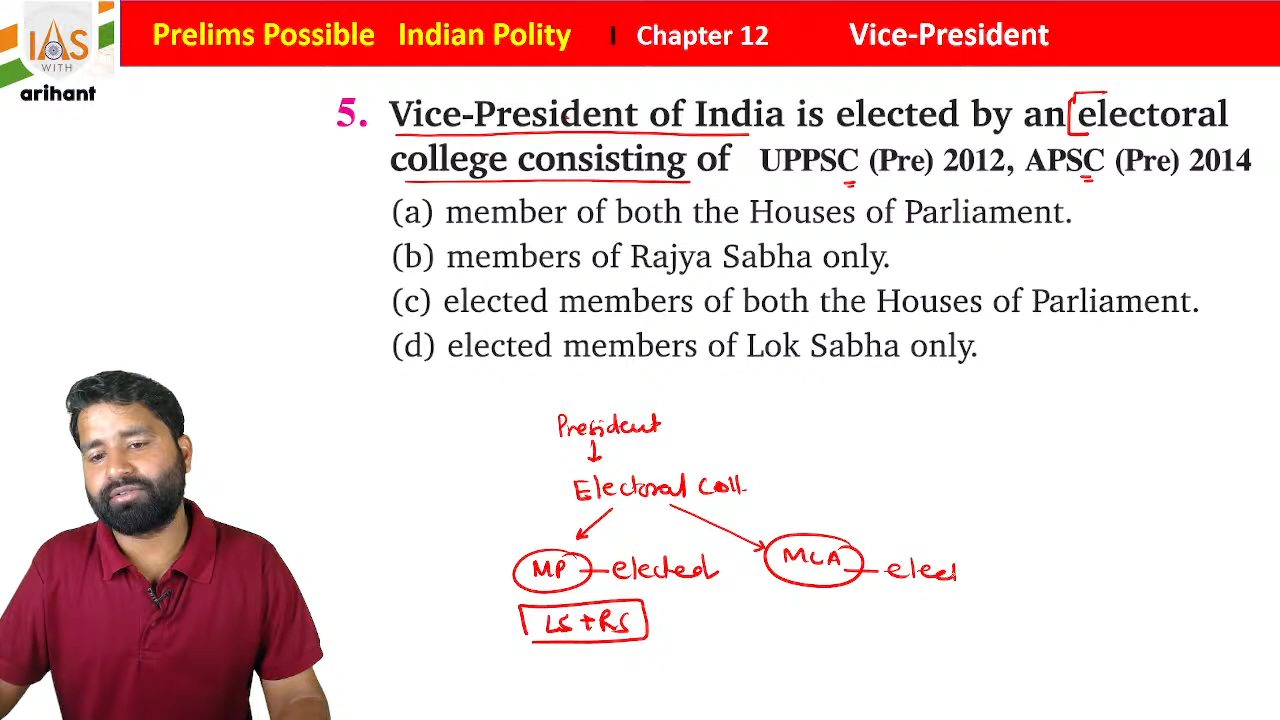 IAS
WITH
arihant
Prelims Possible Indian Polity | Chapter 12 Vice-President
5. Vice-President of India is elected by an electoral
college consisting of UPPSC (Pre) 2012, APSC (Pre) 2014
(a) member of both the Houses of Parliament.
(b) members of Rajya Sabha only.
(c) elected members of both the Houses of Parliament.
(d) elected members of Lok Sabha only.
President
Electoral Coll.
MP - elected MLA - elec
LS + RS